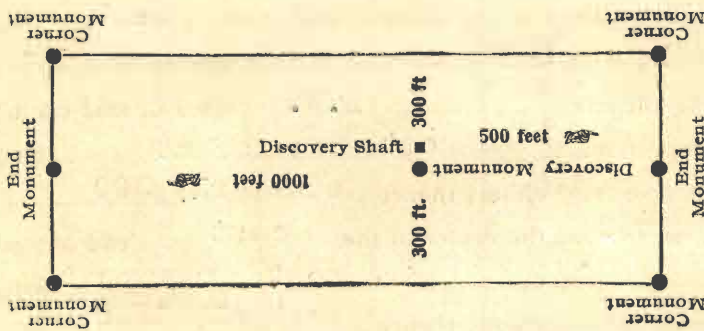 Corner
Monument
Corner
Monument
300 ft
500 feet
Discovery Shaft
End
Monument
Discovery Monument
End
Monument
1000 feet
300 ft.
Corner
Monument
Corner
Monument